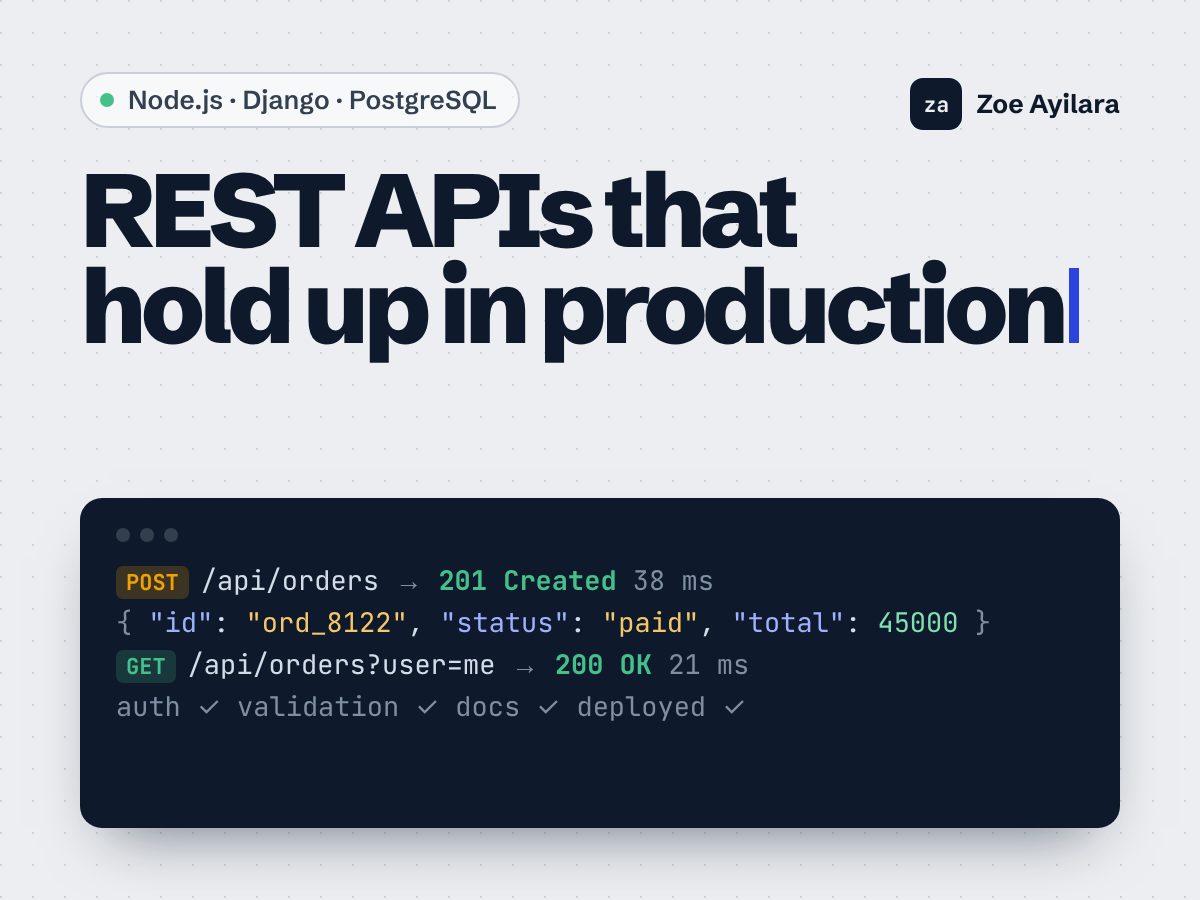 Node.js · Django · PostgreSQL
za Zoe Ayilara
REST APIs that
hold up in production
POST /api/orders → 201 Created 38 ms
{ "id": "ord_8122", "status": "paid", "total": 45000 }
GET /api/orders?user=me → 200 OK 21 ms
auth ✓ validation ✓ docs ✓ deployed ✓